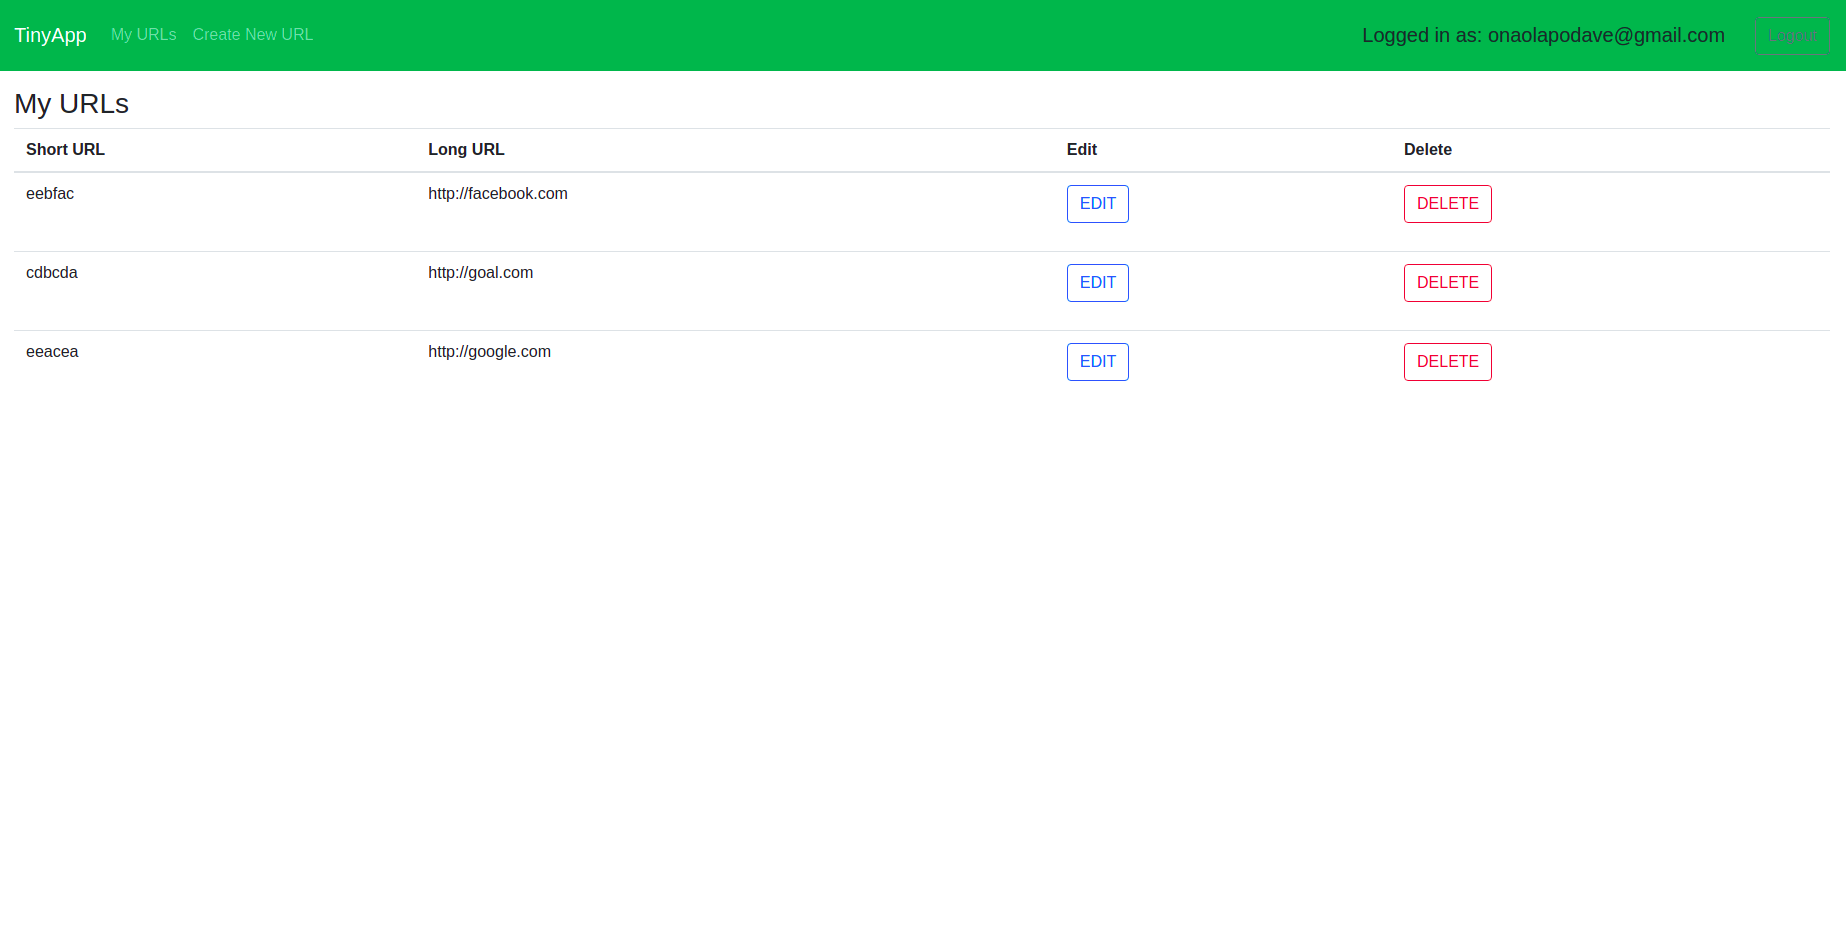 TinyApp My URLs Create New URL Logged in as: onaolapodave@gmail.com Logout
My URLs
Short URL Long URL Edit Delete
eebfac http://facebook.com EDIT DELETE
cdbcda http://goal.com EDIT DELETE
eeacea http://google.com EDIT DELETE